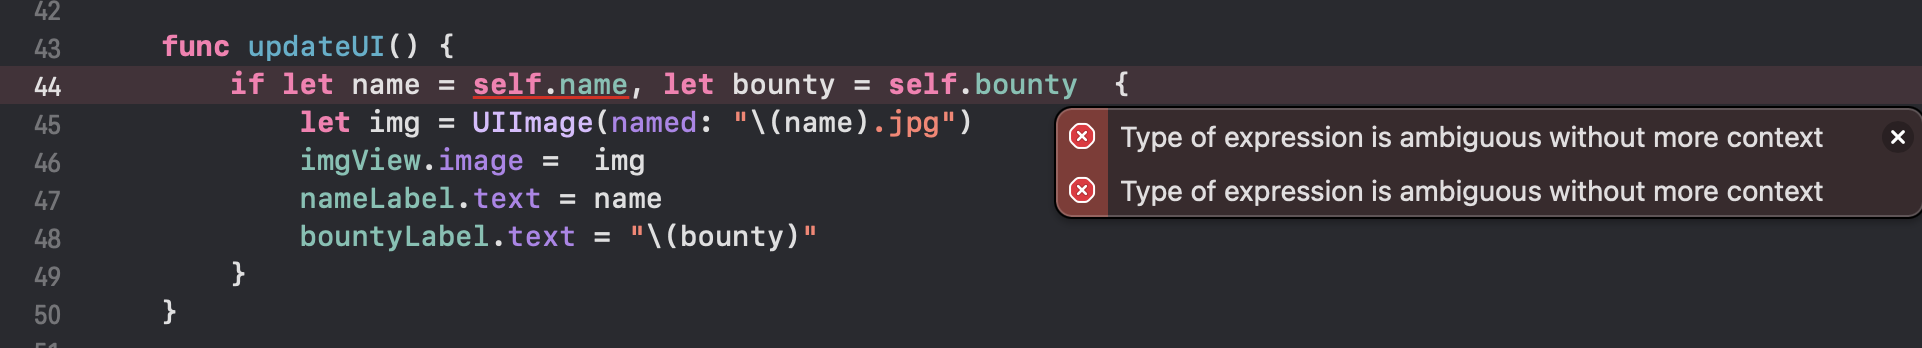 42
43 func updateUI() {
44 if let name = self.name, let bounty = self.bounty  {
45 let img = UIImage(named: "\(name).jpg")
Type of expression is ambiguous without more context
46 imgView.image =  img
47 nameLabel.text = name
Type of expression is ambiguous without more context
48 bountyLabel.text = "\(bounty)"
49 }
50 }
51